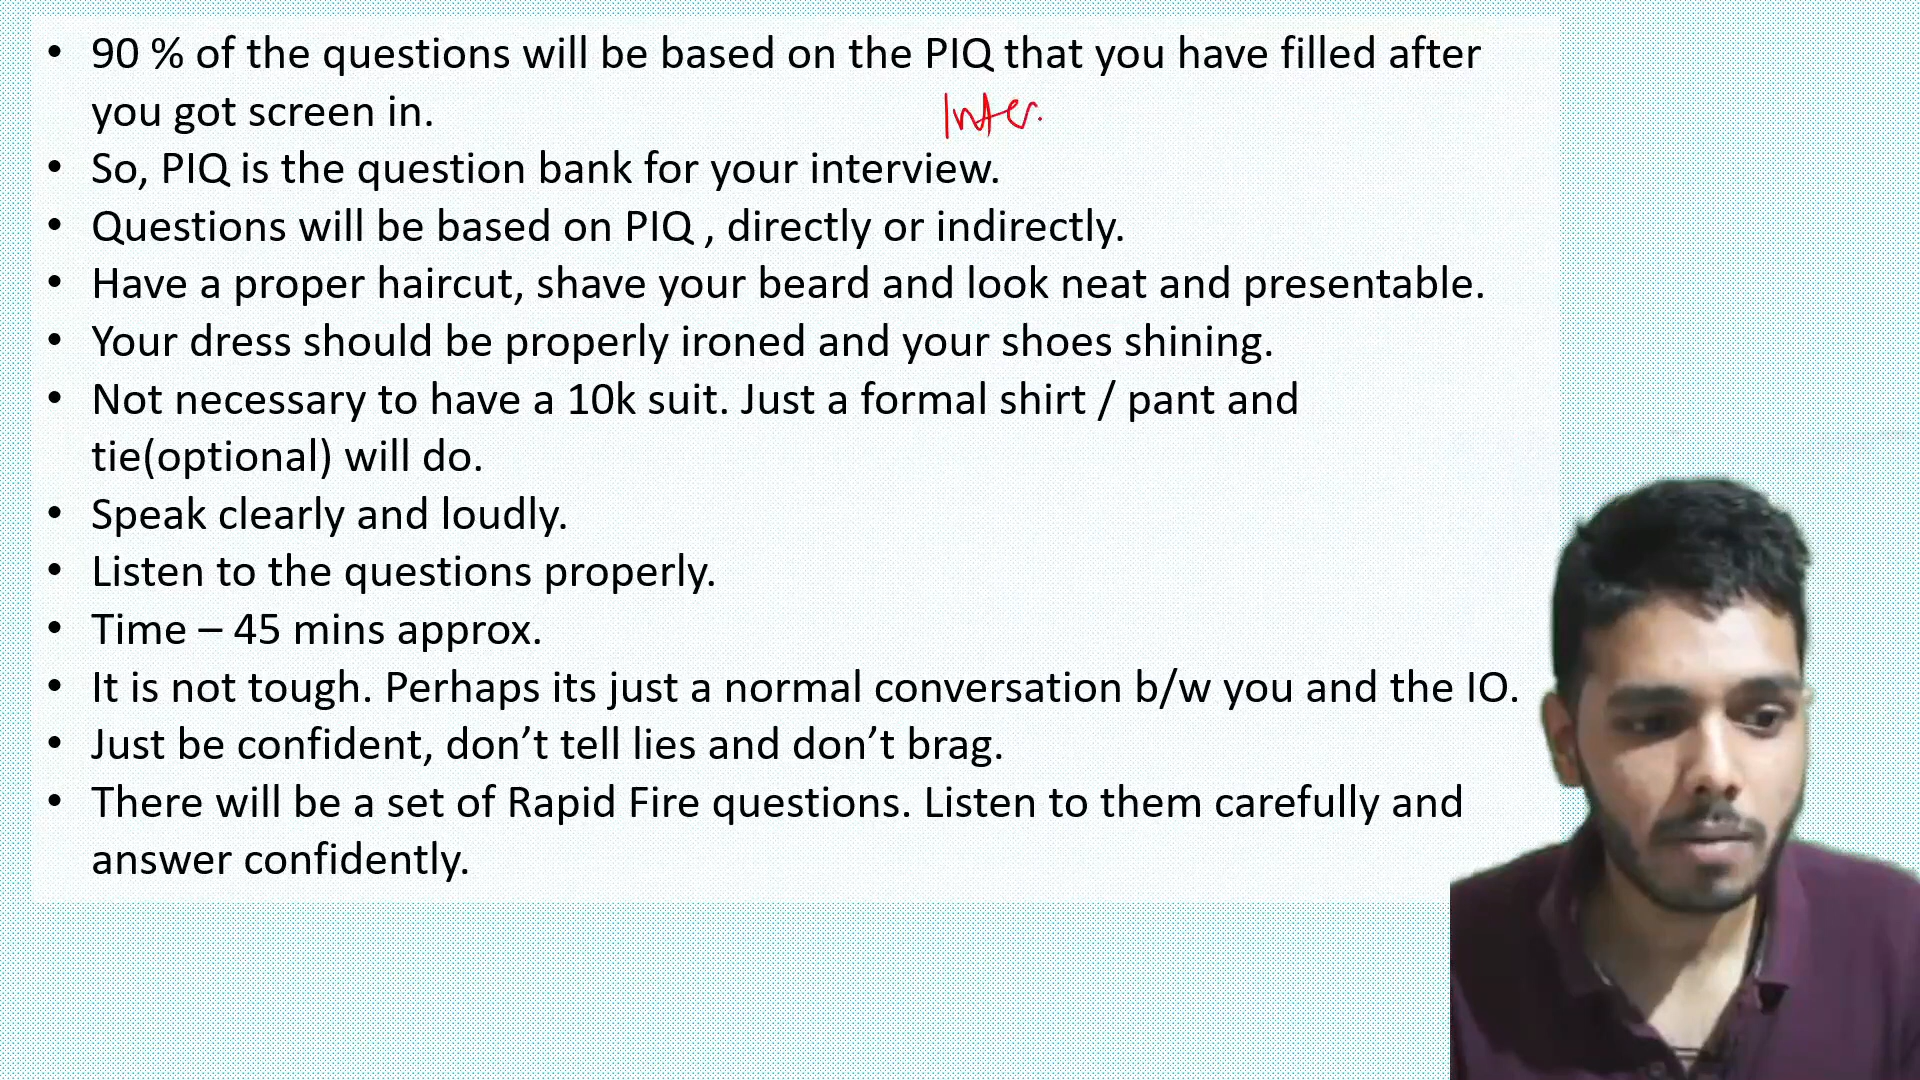 • 90 % of the questions will be based on the PIQ that you have filled after
you got screen in.
Inter.
• So, PIQ is the question bank for your interview.
• Questions will be based on PIQ , directly or indirectly.
• Have a proper haircut, shave your beard and look neat and presentable.
• Your dress should be properly ironed and your shoes shining.
• Not necessary to have a 10k suit. Just a formal shirt / pant and
tie(optional) will do.
• Speak clearly and loudly.
• Listen to the questions properly.
• Time – 45 mins approx.
• It is not tough. Perhaps its just a normal conversation b/w you and the IO.
• Just be confident, don’t tell lies and don’t brag.
• There will be a set of Rapid Fire questions. Listen to them carefully and
answer confidently.